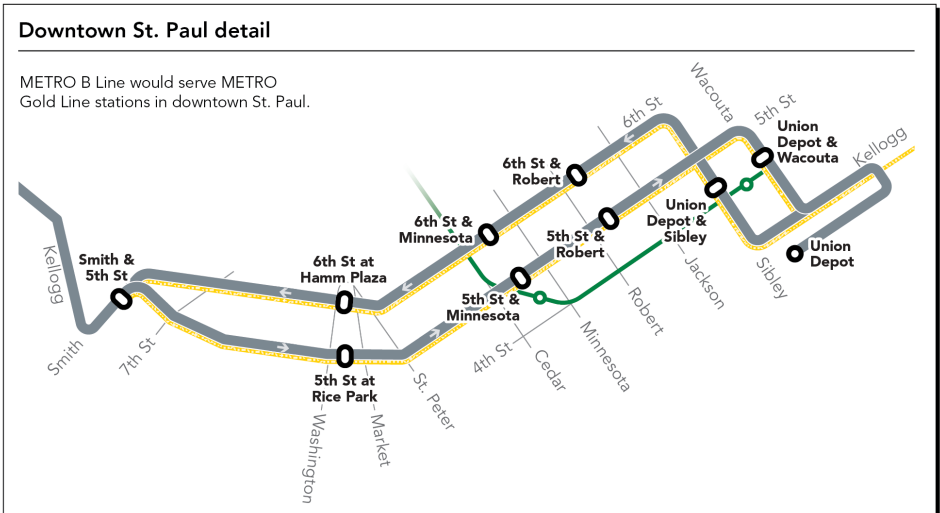 Downtown St. Paul detail
METRO B Line would serve METRO
Gold Line stations in downtown St. Paul.
Wacouta
6th St
5th St
Union
Depot &
Wacouta
Kellogg
6th St &
Robert
6th St &
Minnesota
Union
Depot &
Sibley
5th St &
Robert
Union
Depot
Kellogg
Smith &
5th St
6th St at
Hamm Plaza
5th St &
Minnesota
Jackson
Sibley
Robert
Smith
7th St
4th St
Minnesota
Cedar
5th St at
Rice Park
St. Peter
Market
Washington